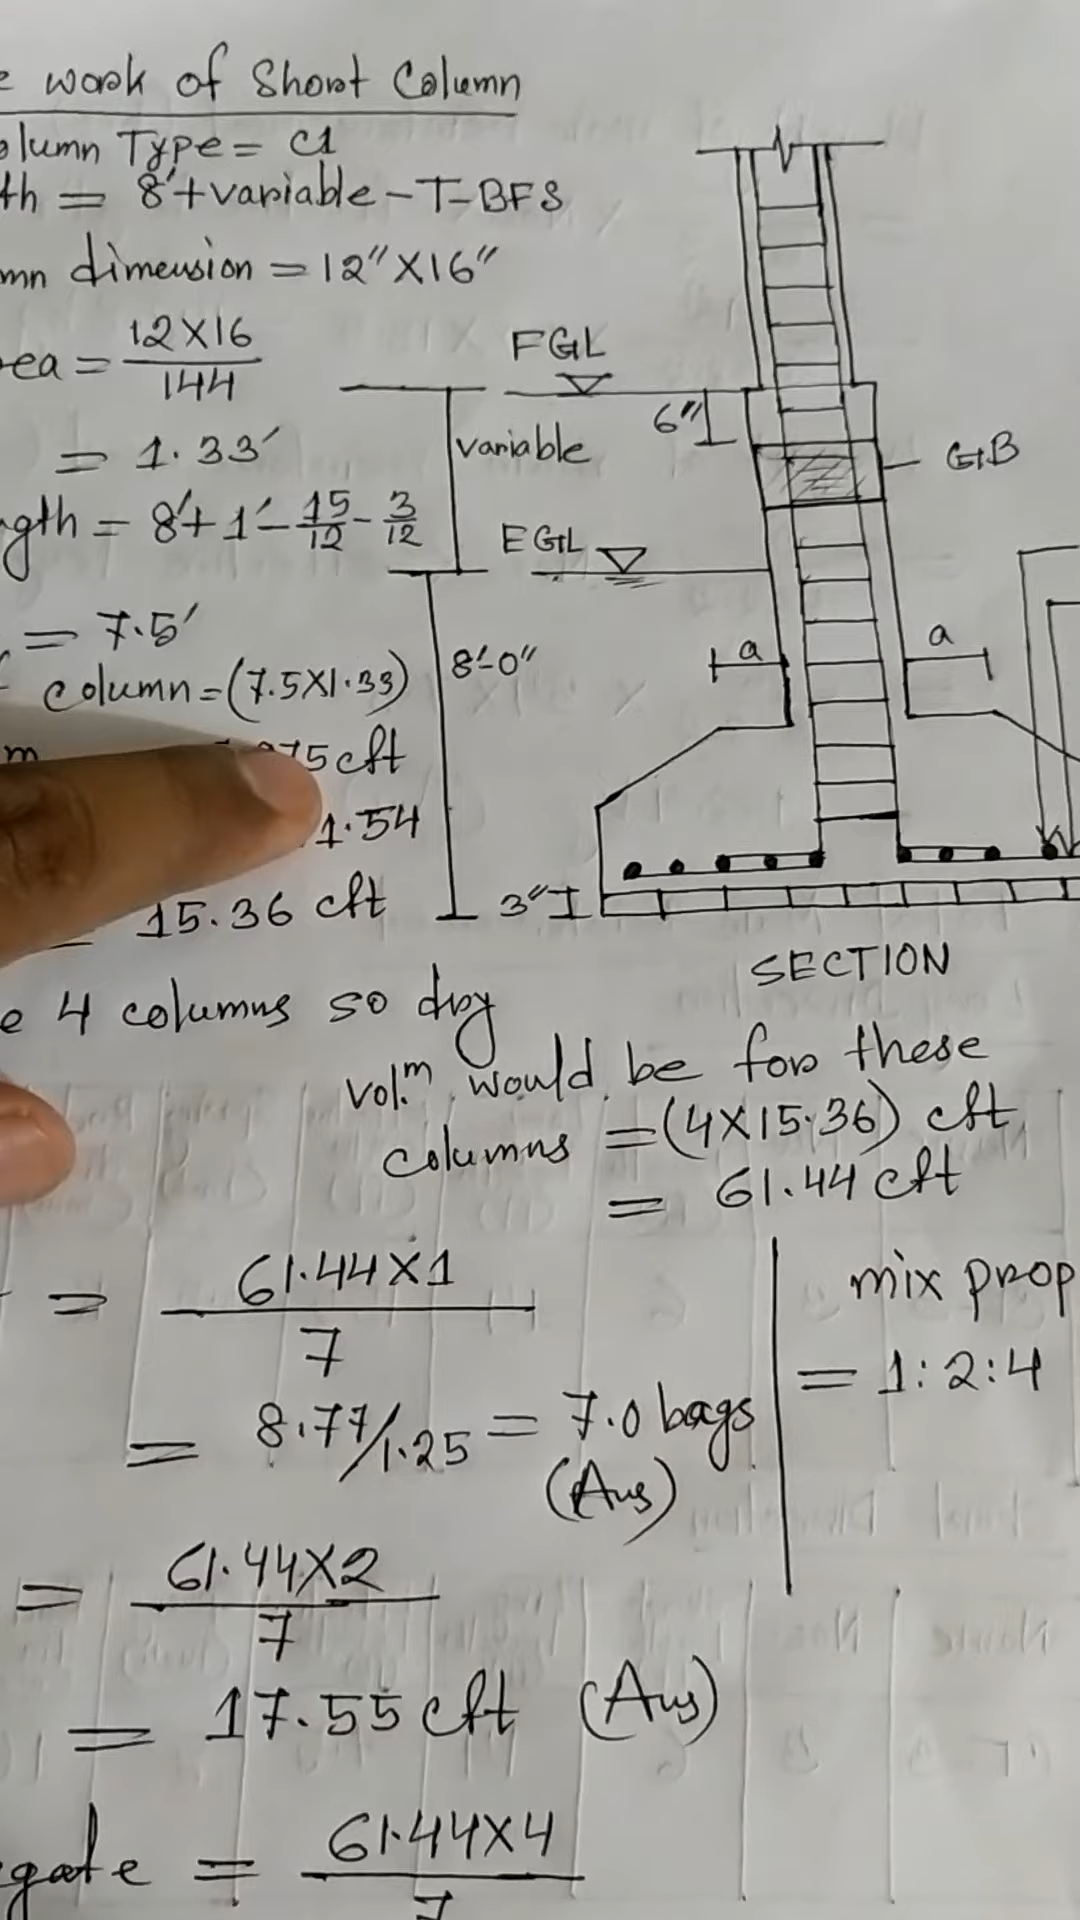 work of Short Column
olumn Type = C1
th = 8'+variable-T-BFS
mn dimension = 12"X16"
ea = 12X16
144
= 1.33'
gth = 8'+1'-15/12-3/12
= 7.5'
column=(7.5X1.33)
75 cft
1.54
15.36 cft
e 4 columns so dry
vol.m would be for these
columns =(4X15.36) cft
= 61.44 cft
= 61.44X1
7
= 8.77/1.25 = 7.0 bags
(Ans)
mix prop
= 1:2:4
= 61.44X2
7
= 17.55 cft (Ans)
gate = 61.44X4
7
FGL
6"
variable
GB
EGL
a
a
8'-0"
3"
SECTION